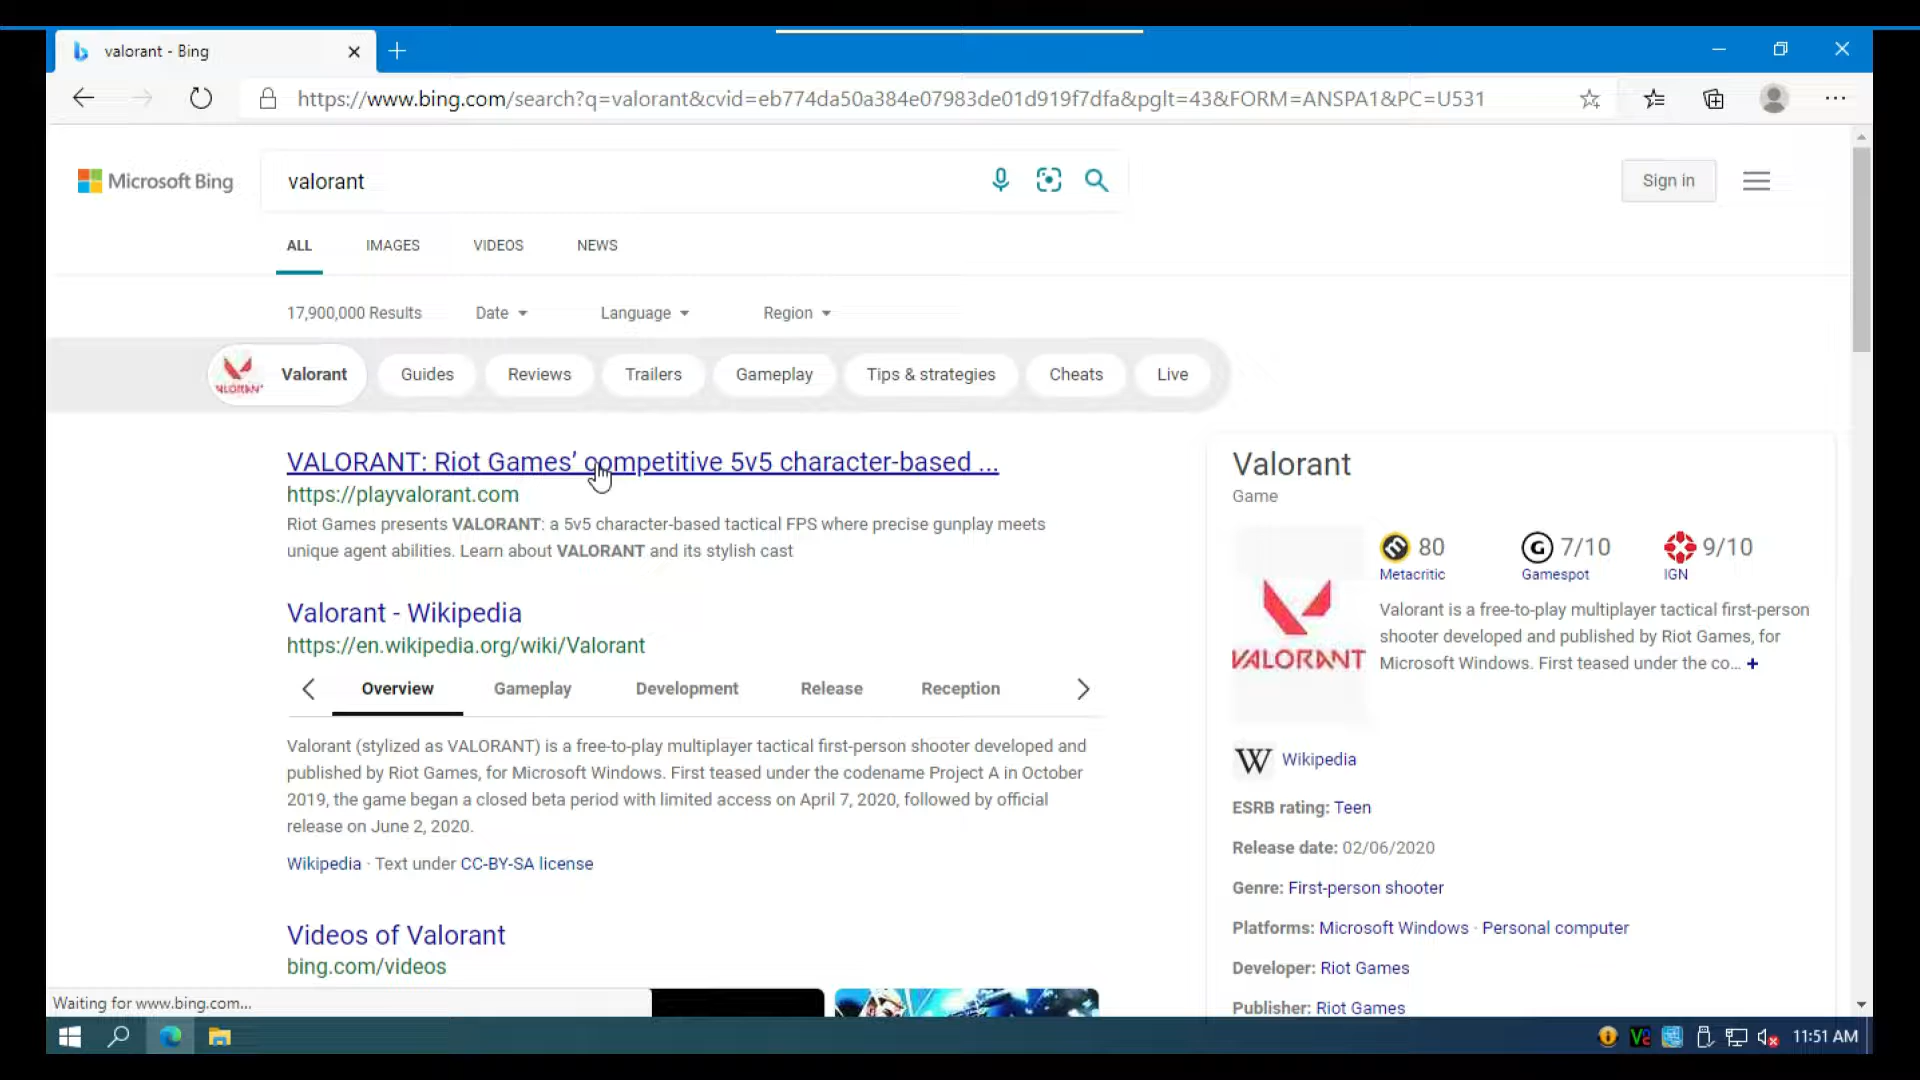 valorant - Bing
https://www.bing.com/search?q=valorant&cvid=eb774da50a384e07983de01d919f7dfa&pglt=43&FORM=ANSPA1&PC=U531
Microsoft Bing
valorant
Sign in
ALL IMAGES VIDEOS NEWS
17,900,000 Results Date Language Region
Valorant Guides Reviews Trailers Gameplay Tips & strategies Cheats Live
VALORANT: Riot Games’ competitive 5v5 character-based ...
https://playvalorant.com
Riot Games presents VALORANT: a 5v5 character-based tactical FPS where precise gunplay meets
unique agent abilities. Learn about VALORANT and its stylish cast
Valorant - Wikipedia
https://en.wikipedia.org/wiki/Valorant
Overview Gameplay Development Release Reception
Valorant (stylized as VALORANT) is a free-to-play multiplayer tactical first-person shooter developed and
published by Riot Games, for Microsoft Windows. First teased under the codename Project A in October
2019, the game began a closed beta period with limited access on April 7, 2020, followed by official
release on June 2, 2020.
Wikipedia · Text under CC-BY-SA license
Videos of Valorant
bing.com/videos
Valorant
Game
80 7/10 9/10
Metacritic Gamespot IGN
VALORANT
Valorant is a free-to-play multiplayer tactical first-person
shooter developed and published by Riot Games, for
Microsoft Windows. First teased under the co... +
W Wikipedia
ESRB rating: Teen
Release date: 02/06/2020
Genre: First-person shooter
Platforms: Microsoft Windows · Personal computer
Developer: Riot Games
Publisher: Riot Games
Waiting for www.bing.com...
11:51 AM